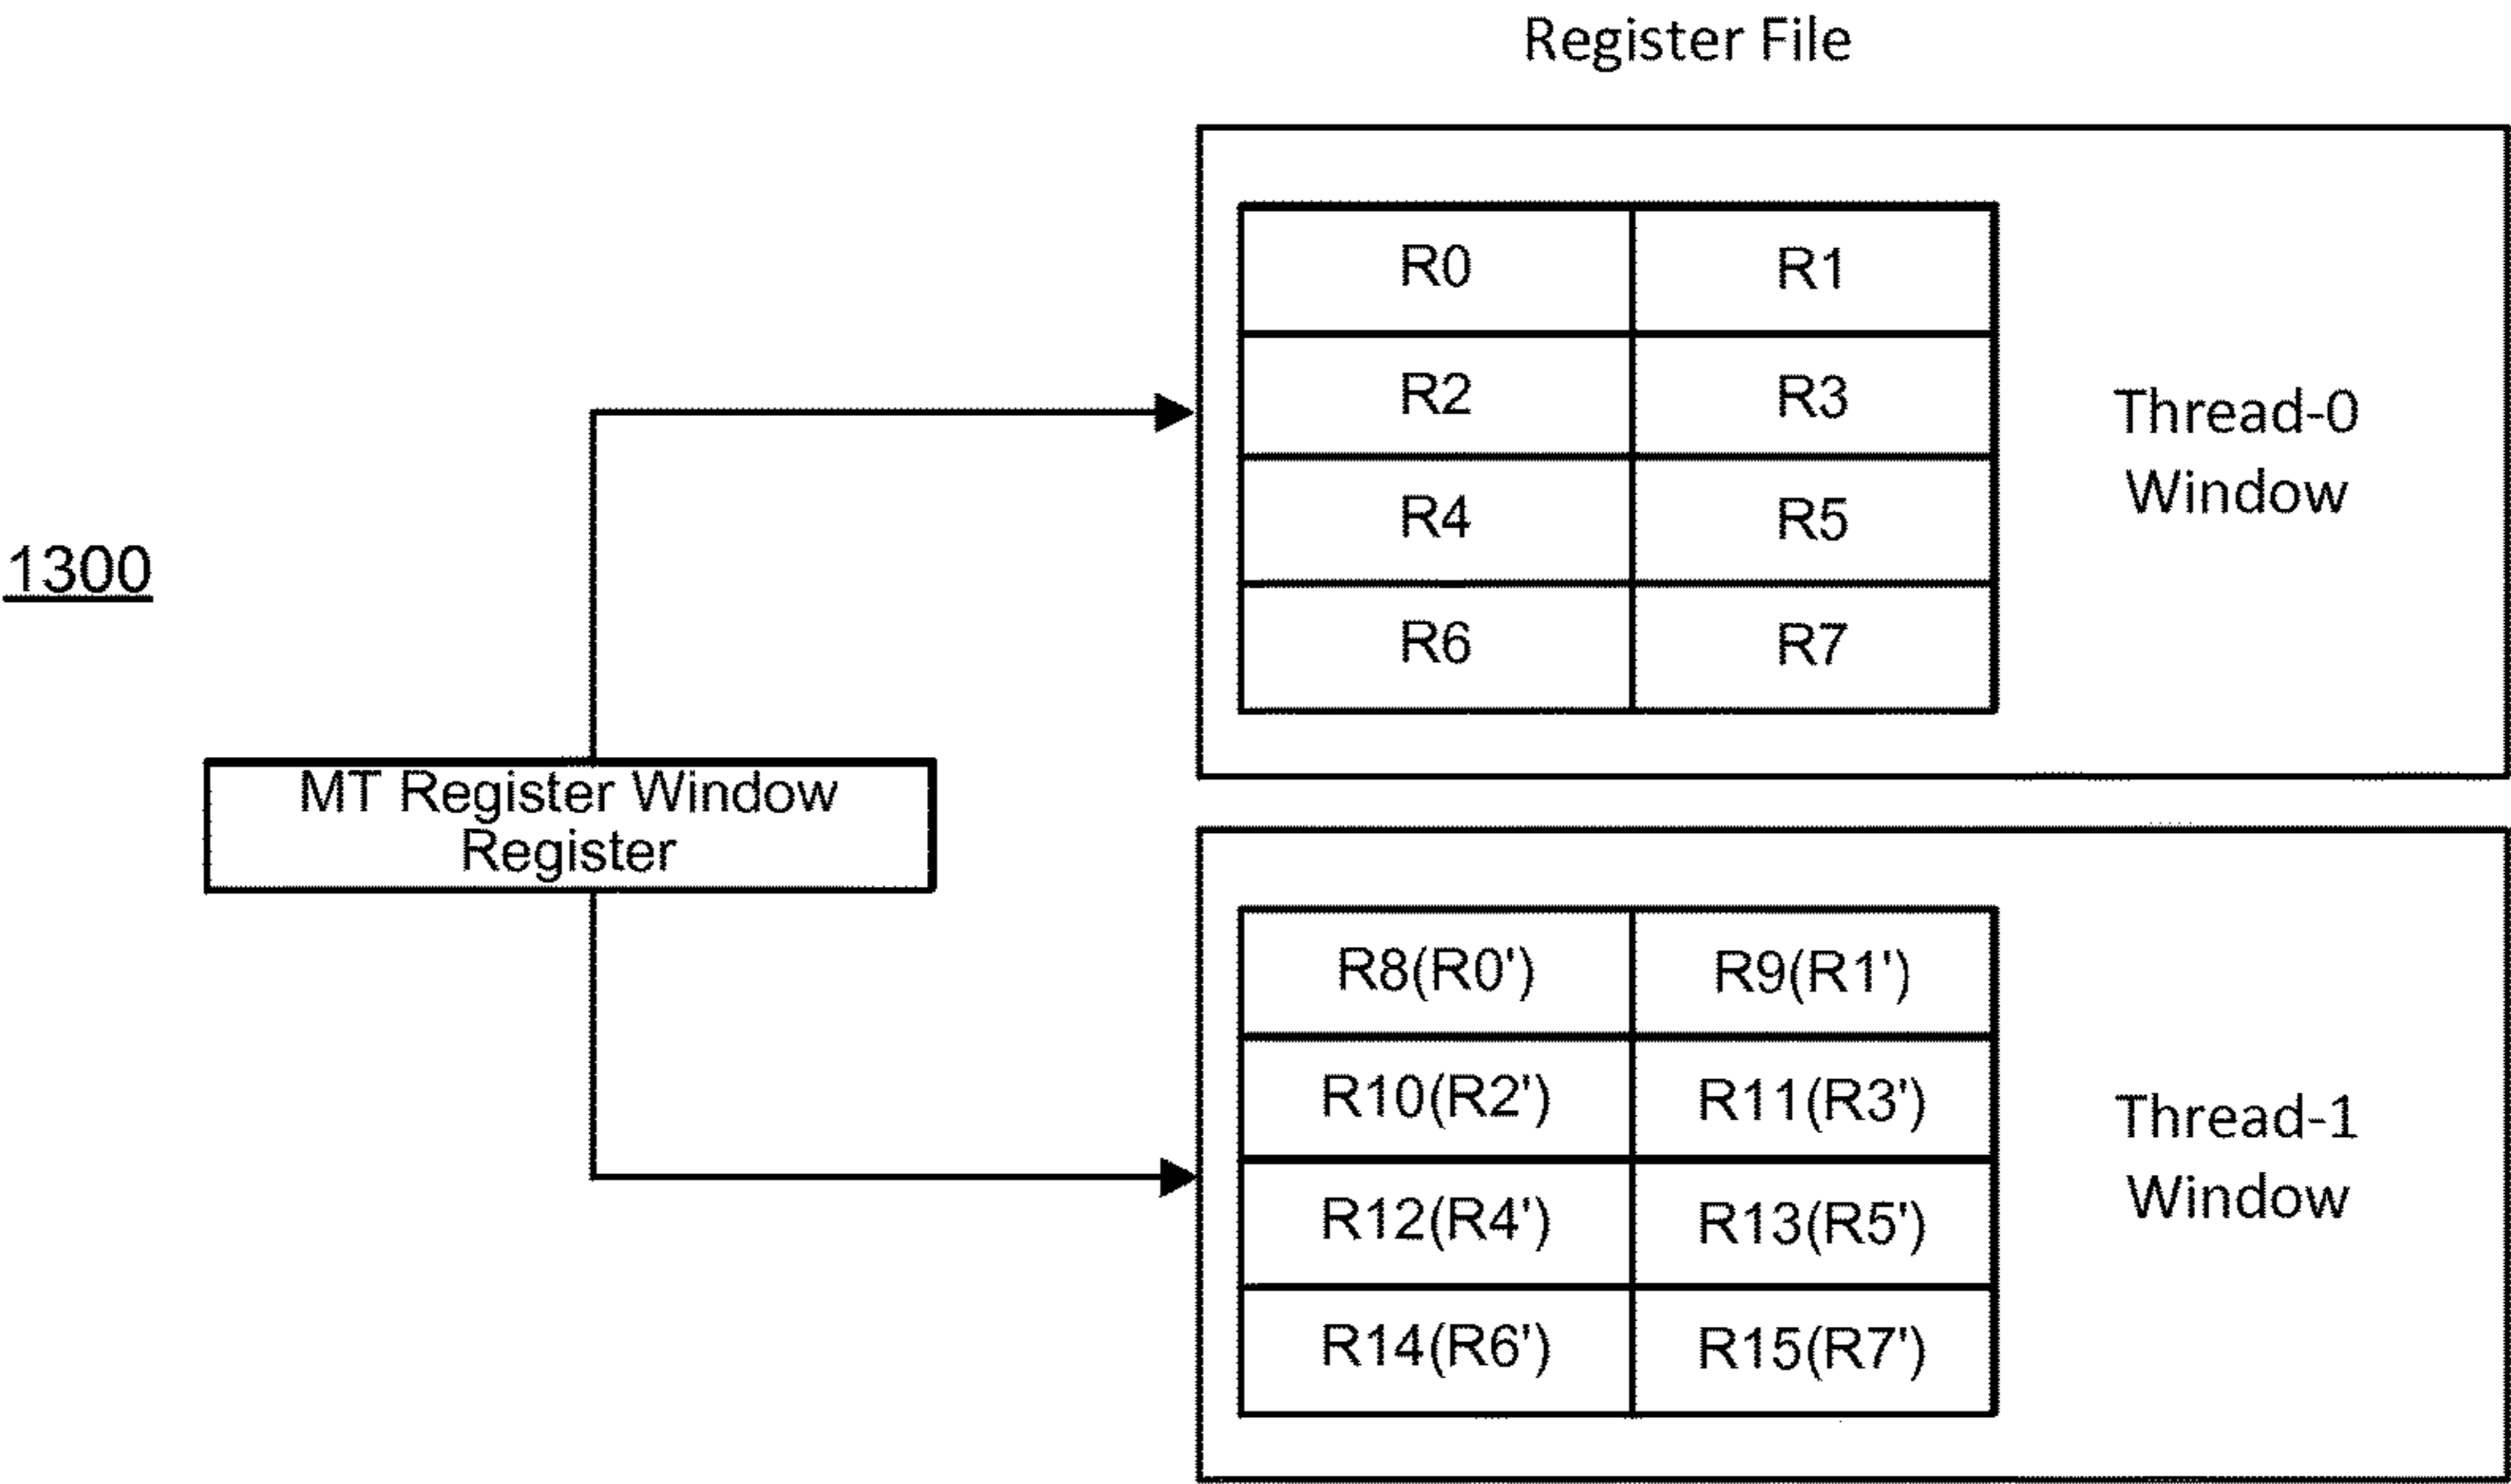 Register File
R0 R1
R2 R3
Thread-0
R4 R5
Window
1300
R6 R7
MT Register Window
Register
R8(R0') R9(R1')
R10(R2') R11(R3')
Thread-1
R12(R4') R13(R5')
Window
R14(R6') R15(R7')